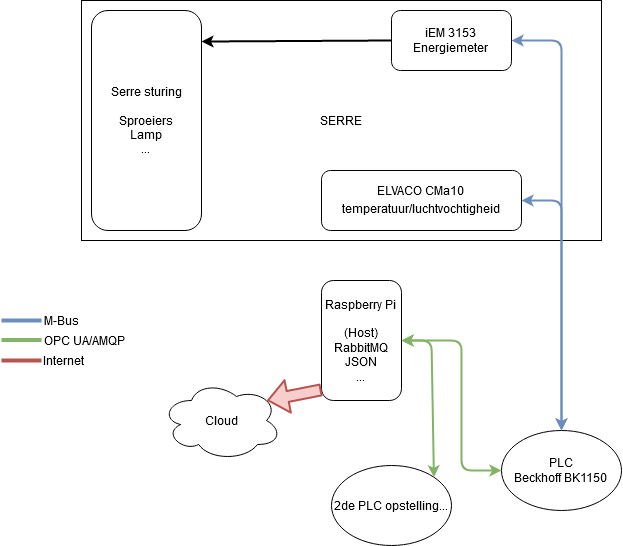 iEM 3153
Energiemeter
Serre sturing
Sproeiers
Lamp
...
SERRE
ELVACO CMa10
temperatuur/luchtvochtigheid
Raspberry Pi
(Host)
RabbitMQ
JSON
...
M-Bus
OPC UA/AMQP
Internet
Cloud
PLC
Beckhoff BK1150
2de PLC opstelling...